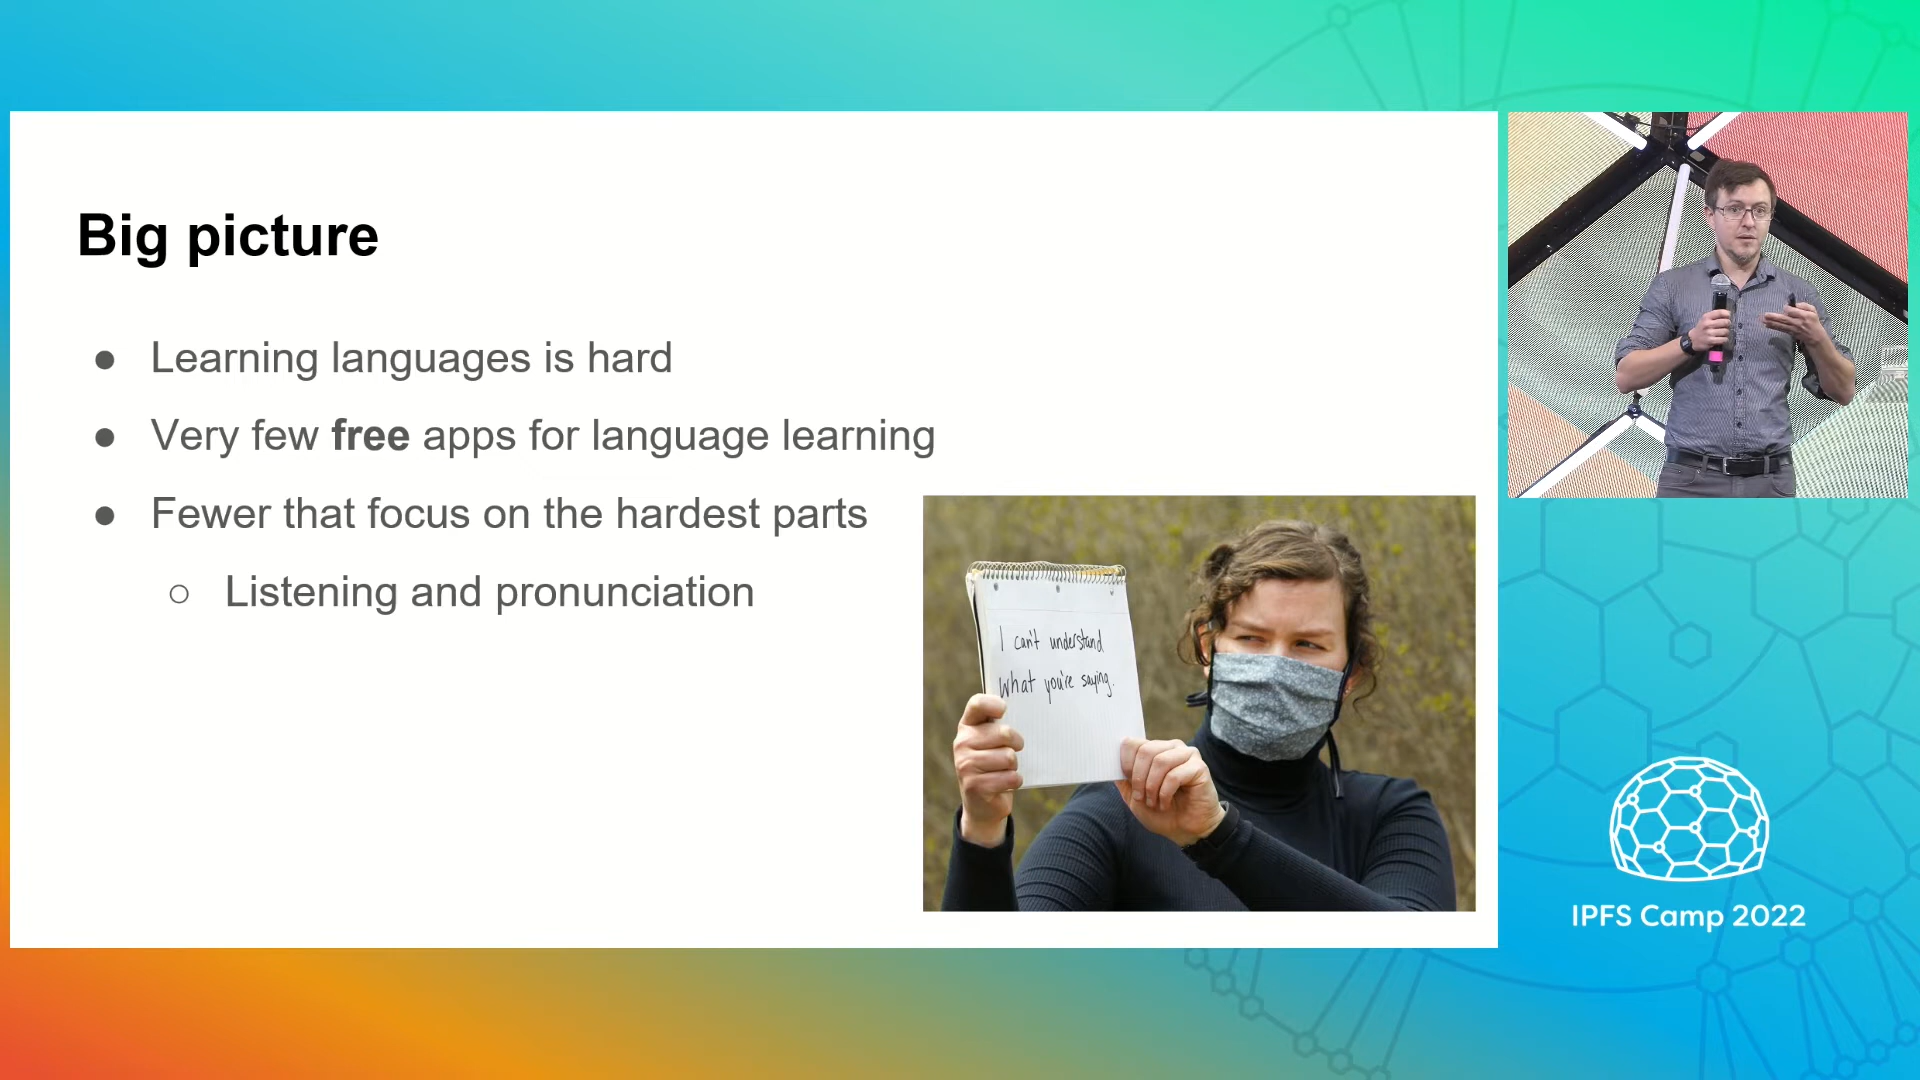 Big picture
● Learning languages is hard
● Very few free apps for language learning
● Fewer that focus on the hardest parts
○ Listening and pronunciation
I can't understand
what you're saying.
IPFS Camp 2022